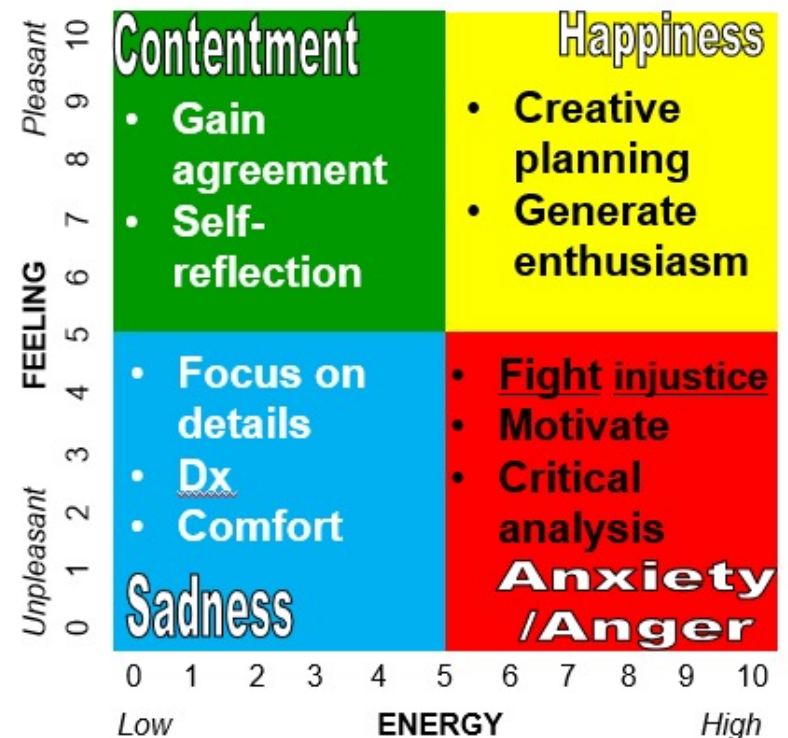 Contentment
• Gain
agreement
• Self-
reflection
Happiness
• Creative
planning
• Generate
enthusiasm
• Focus on
details
• Dx
• Comfort
Sadness
• Fight injustice
• Motivate
• Critical
analysis
Anxiety
/Anger
Pleasant
FEELING
Unpleasant
10
9
8
7
6
5
4
3
2
1
0
0 1 2 3 4 5 6 7 8 9 10
Low ENERGY High